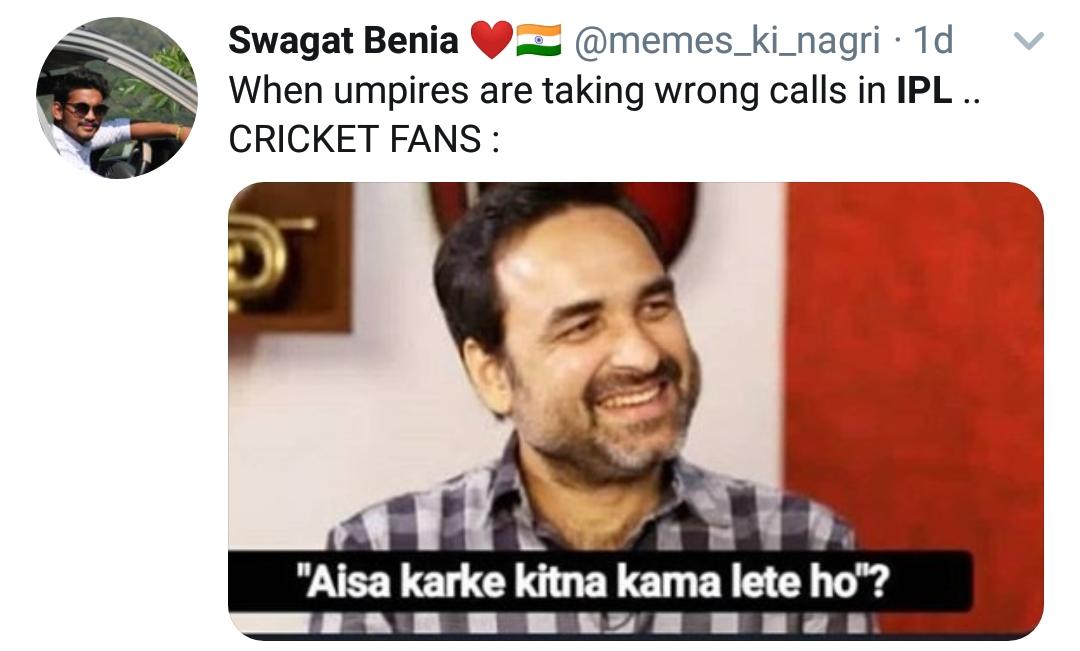 Swagat Benia ❤️🇮🇳 @memes_ki_nagri · 1d
When umpires are taking wrong calls in IPL ..
CRICKET FANS :
"Aisa karke kitna kama lete ho"?